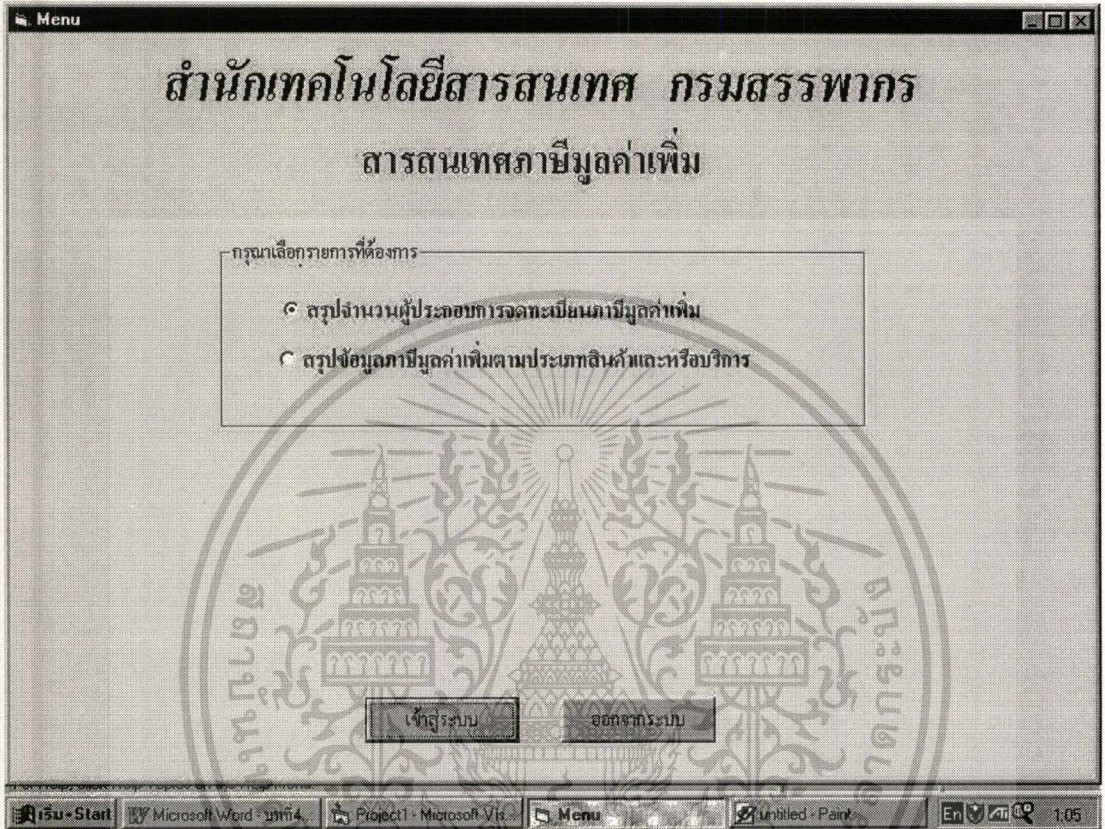 Menu
สำนักเทคโนโลยีสารสนเทศ กรมสรรพากร
สารสนเทศภาษีมูลค่าเพิ่ม
กรุณาเลือกรายการที่ต้องการ
สรุปจำนวนผู้ประกอบการจดทะเบียนภาษีมูลค่าเพิ่ม
สรุปข้อมูลภาษีมูลค่าเพิ่มตามประเภทสินค้าและหรือบริการ
เข้าสู่ระบบ ออกจากระบบ
เริ่ม-Start Microsoft Word - บทที่4... Project1 - Microsoft Vis... Menu untitled - Paint En 1:05